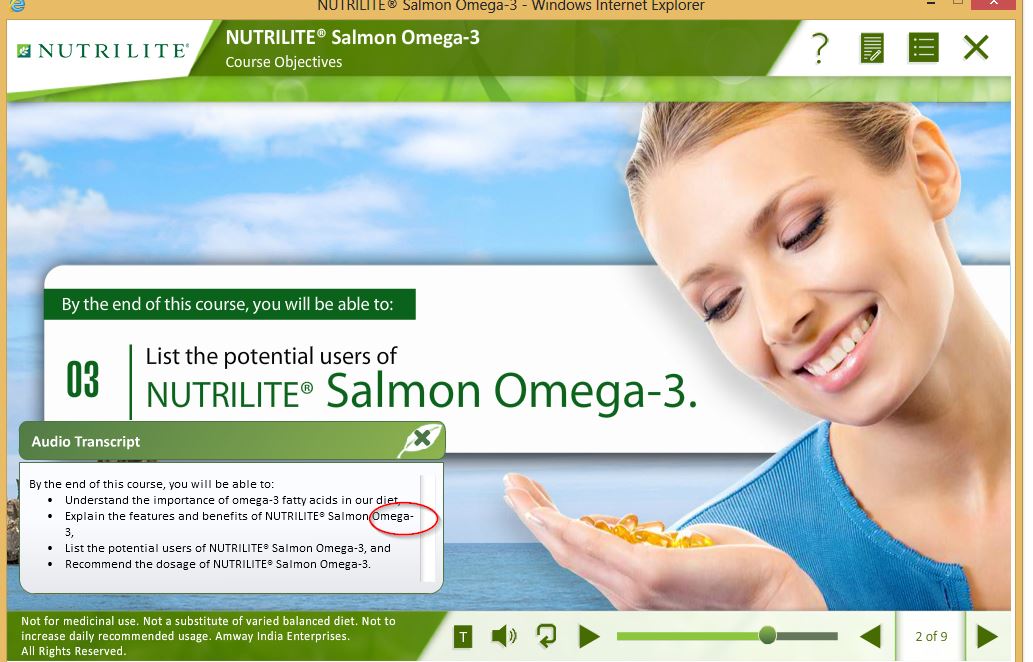 NUTRILITE® Salmon Omega-3 - Windows Internet Explorer
NUTRILITE®
NUTRILITE® Salmon Omega-3
Course Objectives
?
By the end of this course, you will be able to:
03
List the potential users of
NUTRILITE® Salmon Omega-3.
Audio Transcript
By the end of this course, you will be able to:
• Understand the importance of omega-3 fatty acids in our diet,
• Explain the features and benefits of NUTRILITE® Salmon Omega-
3,
• List the potential users of NUTRILITE® Salmon Omega-3, and
• Recommend the dosage of NUTRILITE® Salmon Omega-3.
Not for medicinal use. Not a substitute of varied balanced diet. Not to
increase daily recommended usage. Amway India Enterprises.
All Rights Reserved.
T
2 of 9